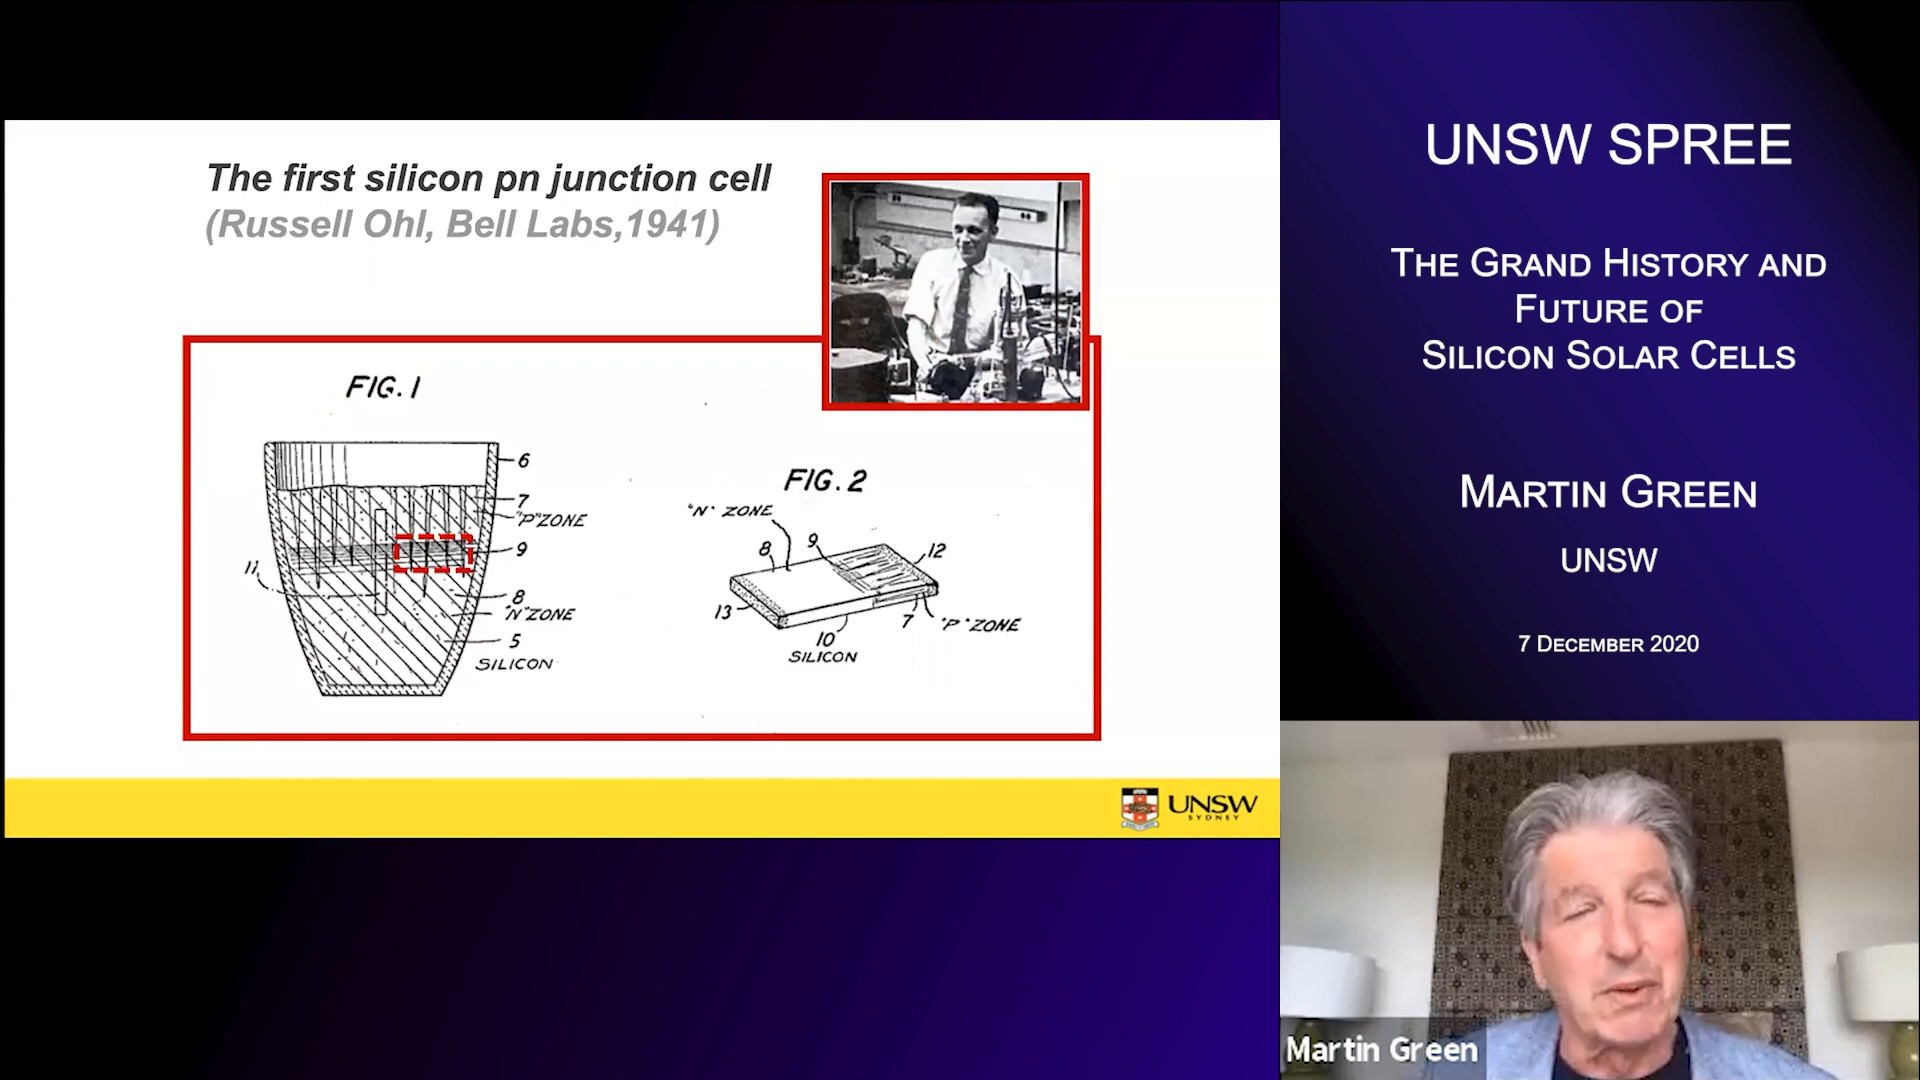 The first silicon pn junction cell
(Russell Ohl, Bell Labs,1941)
FIG.1
6
7
"P"ZONE
9
11
8
"N"ZONE
5
SILICON
FIG.2
"N" ZONE
8
9
12
13
10
SILICON
7
"P"ZONE
UNSW
SYDNEY
UNSW SPREE
THE GRAND HISTORY AND
FUTURE OF
SILICON SOLAR CELLS
MARTIN GREEN
UNSW
7 DECEMBER 2020
Martin Green